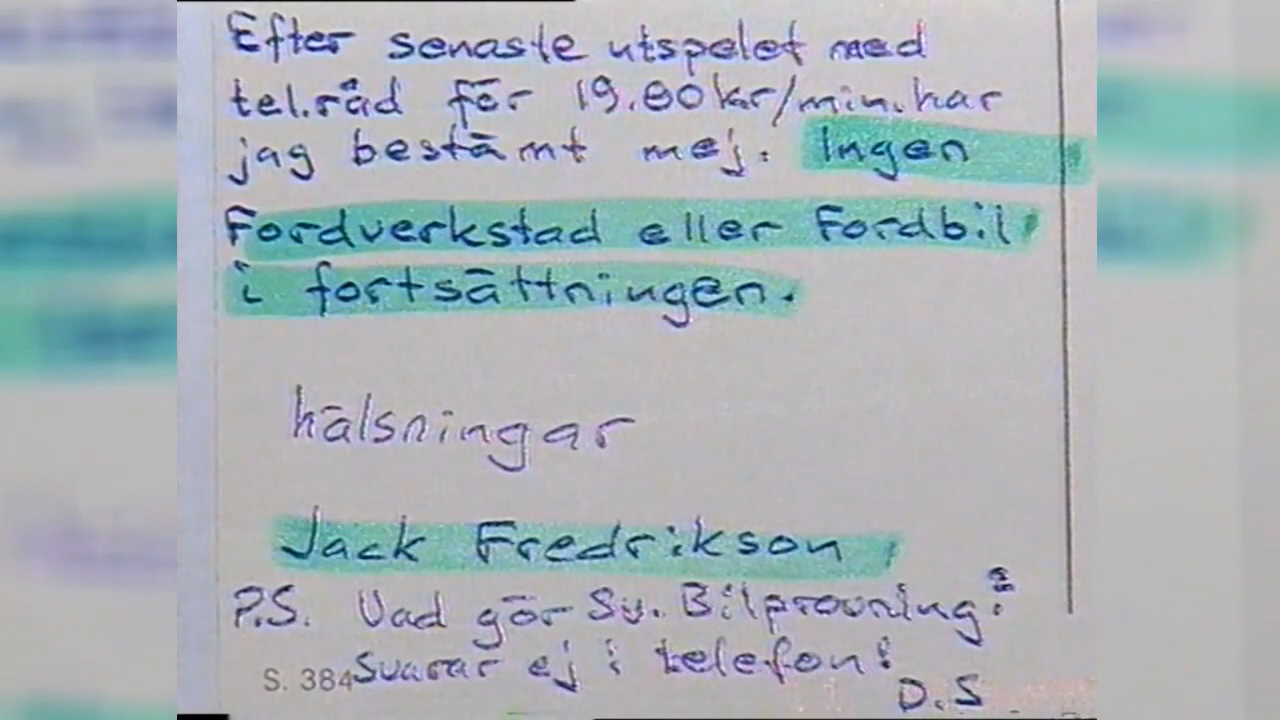 Efter senaste utspelet med
tel.råd för 19.80kr/min.har
jag bestämt mej. Ingen
Fordverkstad eller Fordbil
i fortsättningen.
hälsningar
Jack Fredrikson
P.S. Vad gör Sv. Bilprovning?
Svarar ej i telefon!
S. 384
D.S